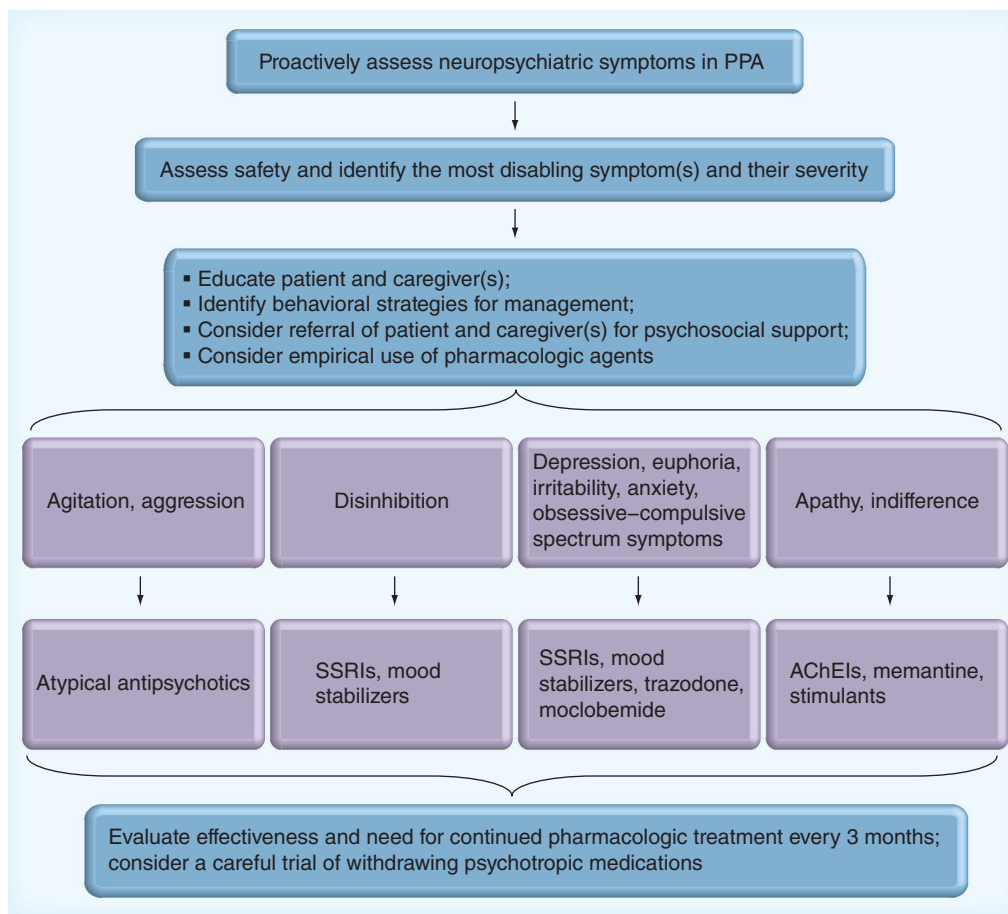 Proactively assess neuropsychiatric symptoms in PPA
Assess safety and identify the most disabling symptom(s) and their severity
▪ Educate patient and caregiver(s);
▪ Identify behavioral strategies for management;
▪ Consider referral of patient and caregiver(s) for psychosocial support;
▪ Consider empirical use of pharmacologic agents
Agitation, aggression
Disinhibition
Depression, euphoria,
irritability, anxiety,
obsessive–compulsive
spectrum symptoms
Apathy, indifference
Atypical antipsychotics
SSRIs, mood
stabilizers
SSRIs, mood
stabilizers, trazodone,
moclobemide
AChEIs, memantine,
stimulants
Evaluate effectiveness and need for continued pharmacologic treatment every 3 months;
consider a careful trial of withdrawing psychotropic medications